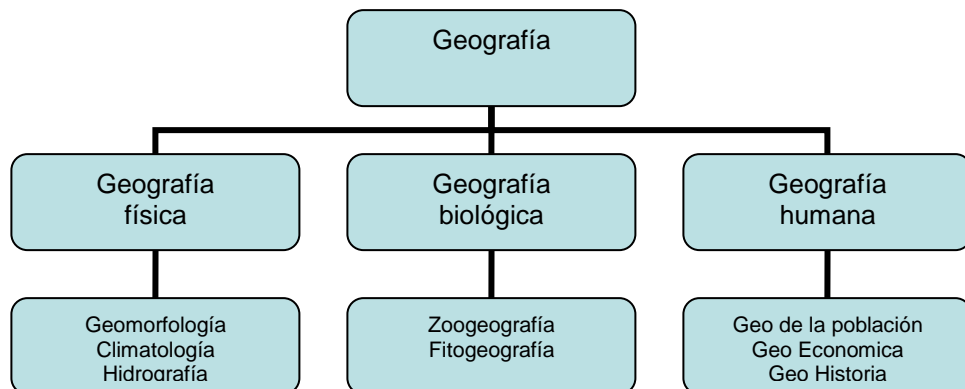 Geografía
Geografía
física
Geografía
biológica
Geografía
humana
Geomorfología
Climatología
Hidrografía
Zoogeografía
Fitogeografía
Geo de la población
Geo Economica
Geo Historia